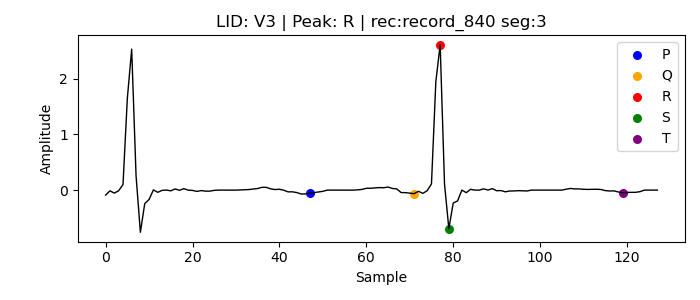 LID: V3 | Peak: R | rec:record_840 seg:3
Amplitude
2
1
0
P
Q
R
S
T
0 20 40 60 80 100 120
Sample